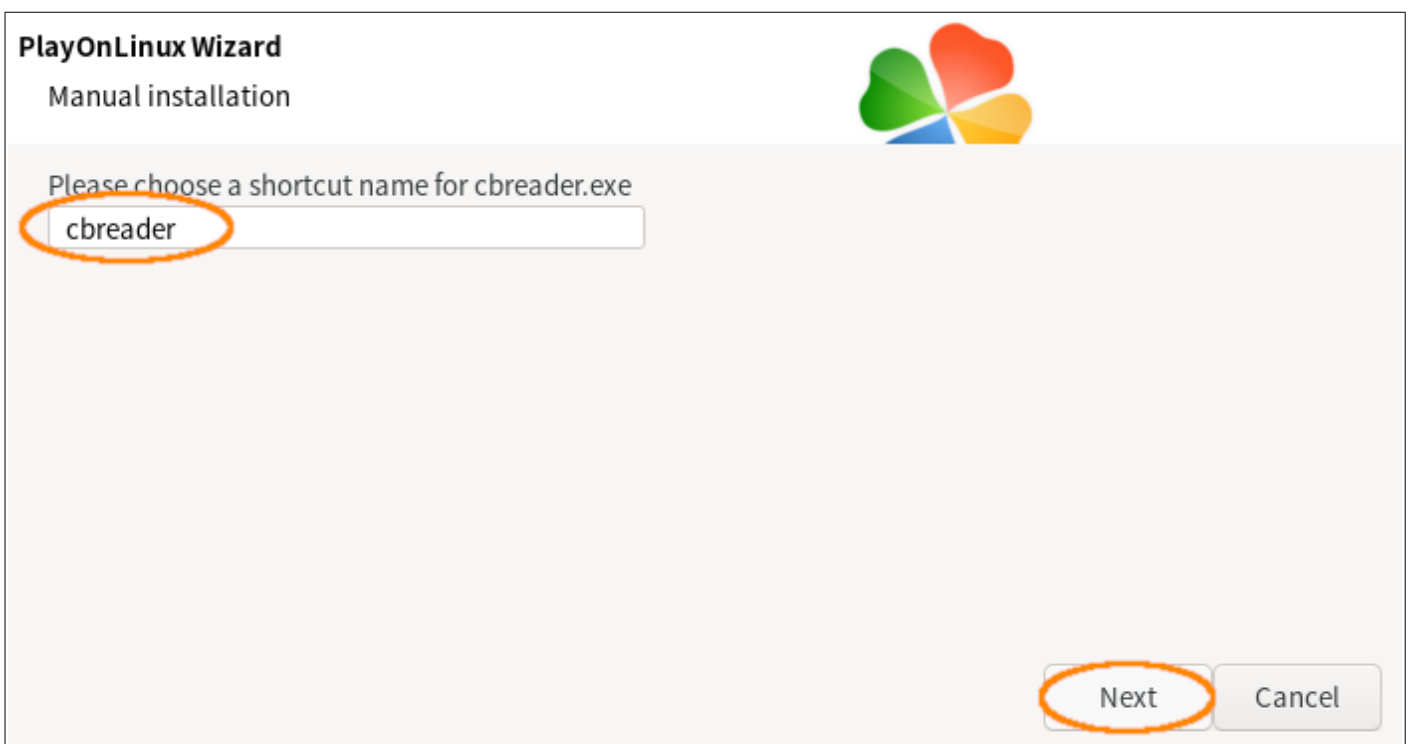 PlayOnLinux Wizard
Manual installation
Please choose a shortcut name for cbreader.exe
cbreader
Next
Cancel